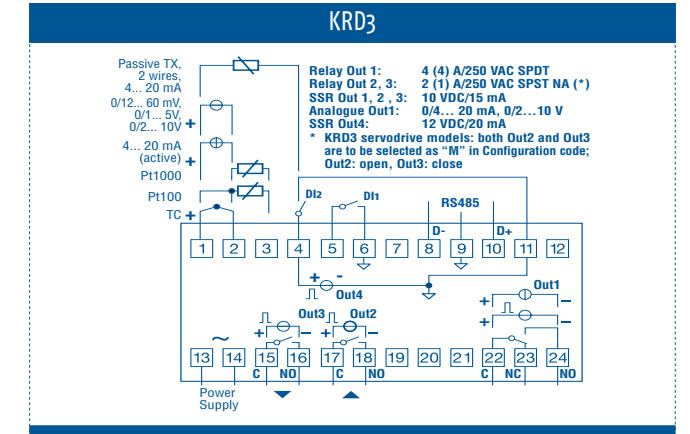 KRD3
Passive TX,
2 wires,
4... 20 mA
0/12... 60 mV,
0/1... 5V,
0/2... 10V +
4... 20 mA
(active) +
Pt1000
Pt100
TC +
Relay Out 1: 4 (4) A/250 VAC SPDT
Relay Out 2, 3: 2 (1) A/250 VAC SPST NA (*)
SSR Out 1, 2 , 3: 10 VDC/15 mA
Analogue Out1: 0/4... 20 mA, 0/2...10 V
SSR Out4: 12 VDC/20 mA
* KRD3 servodrive models: both Out2 and Out3
are to be selected as "M" in Configuration code;
Out2: open, Out3: close
DI2 DI1 RS485
D- D+
1 2 3 4 5 6 7 8 9 10 11 12
+ -
Out4
Out1
+ −
+ −
Out3 Out2
~ + − + −
13 14 15 16 17 18 19 20 21 22 23 24
C NO C NO C NC NO
Power
Supply